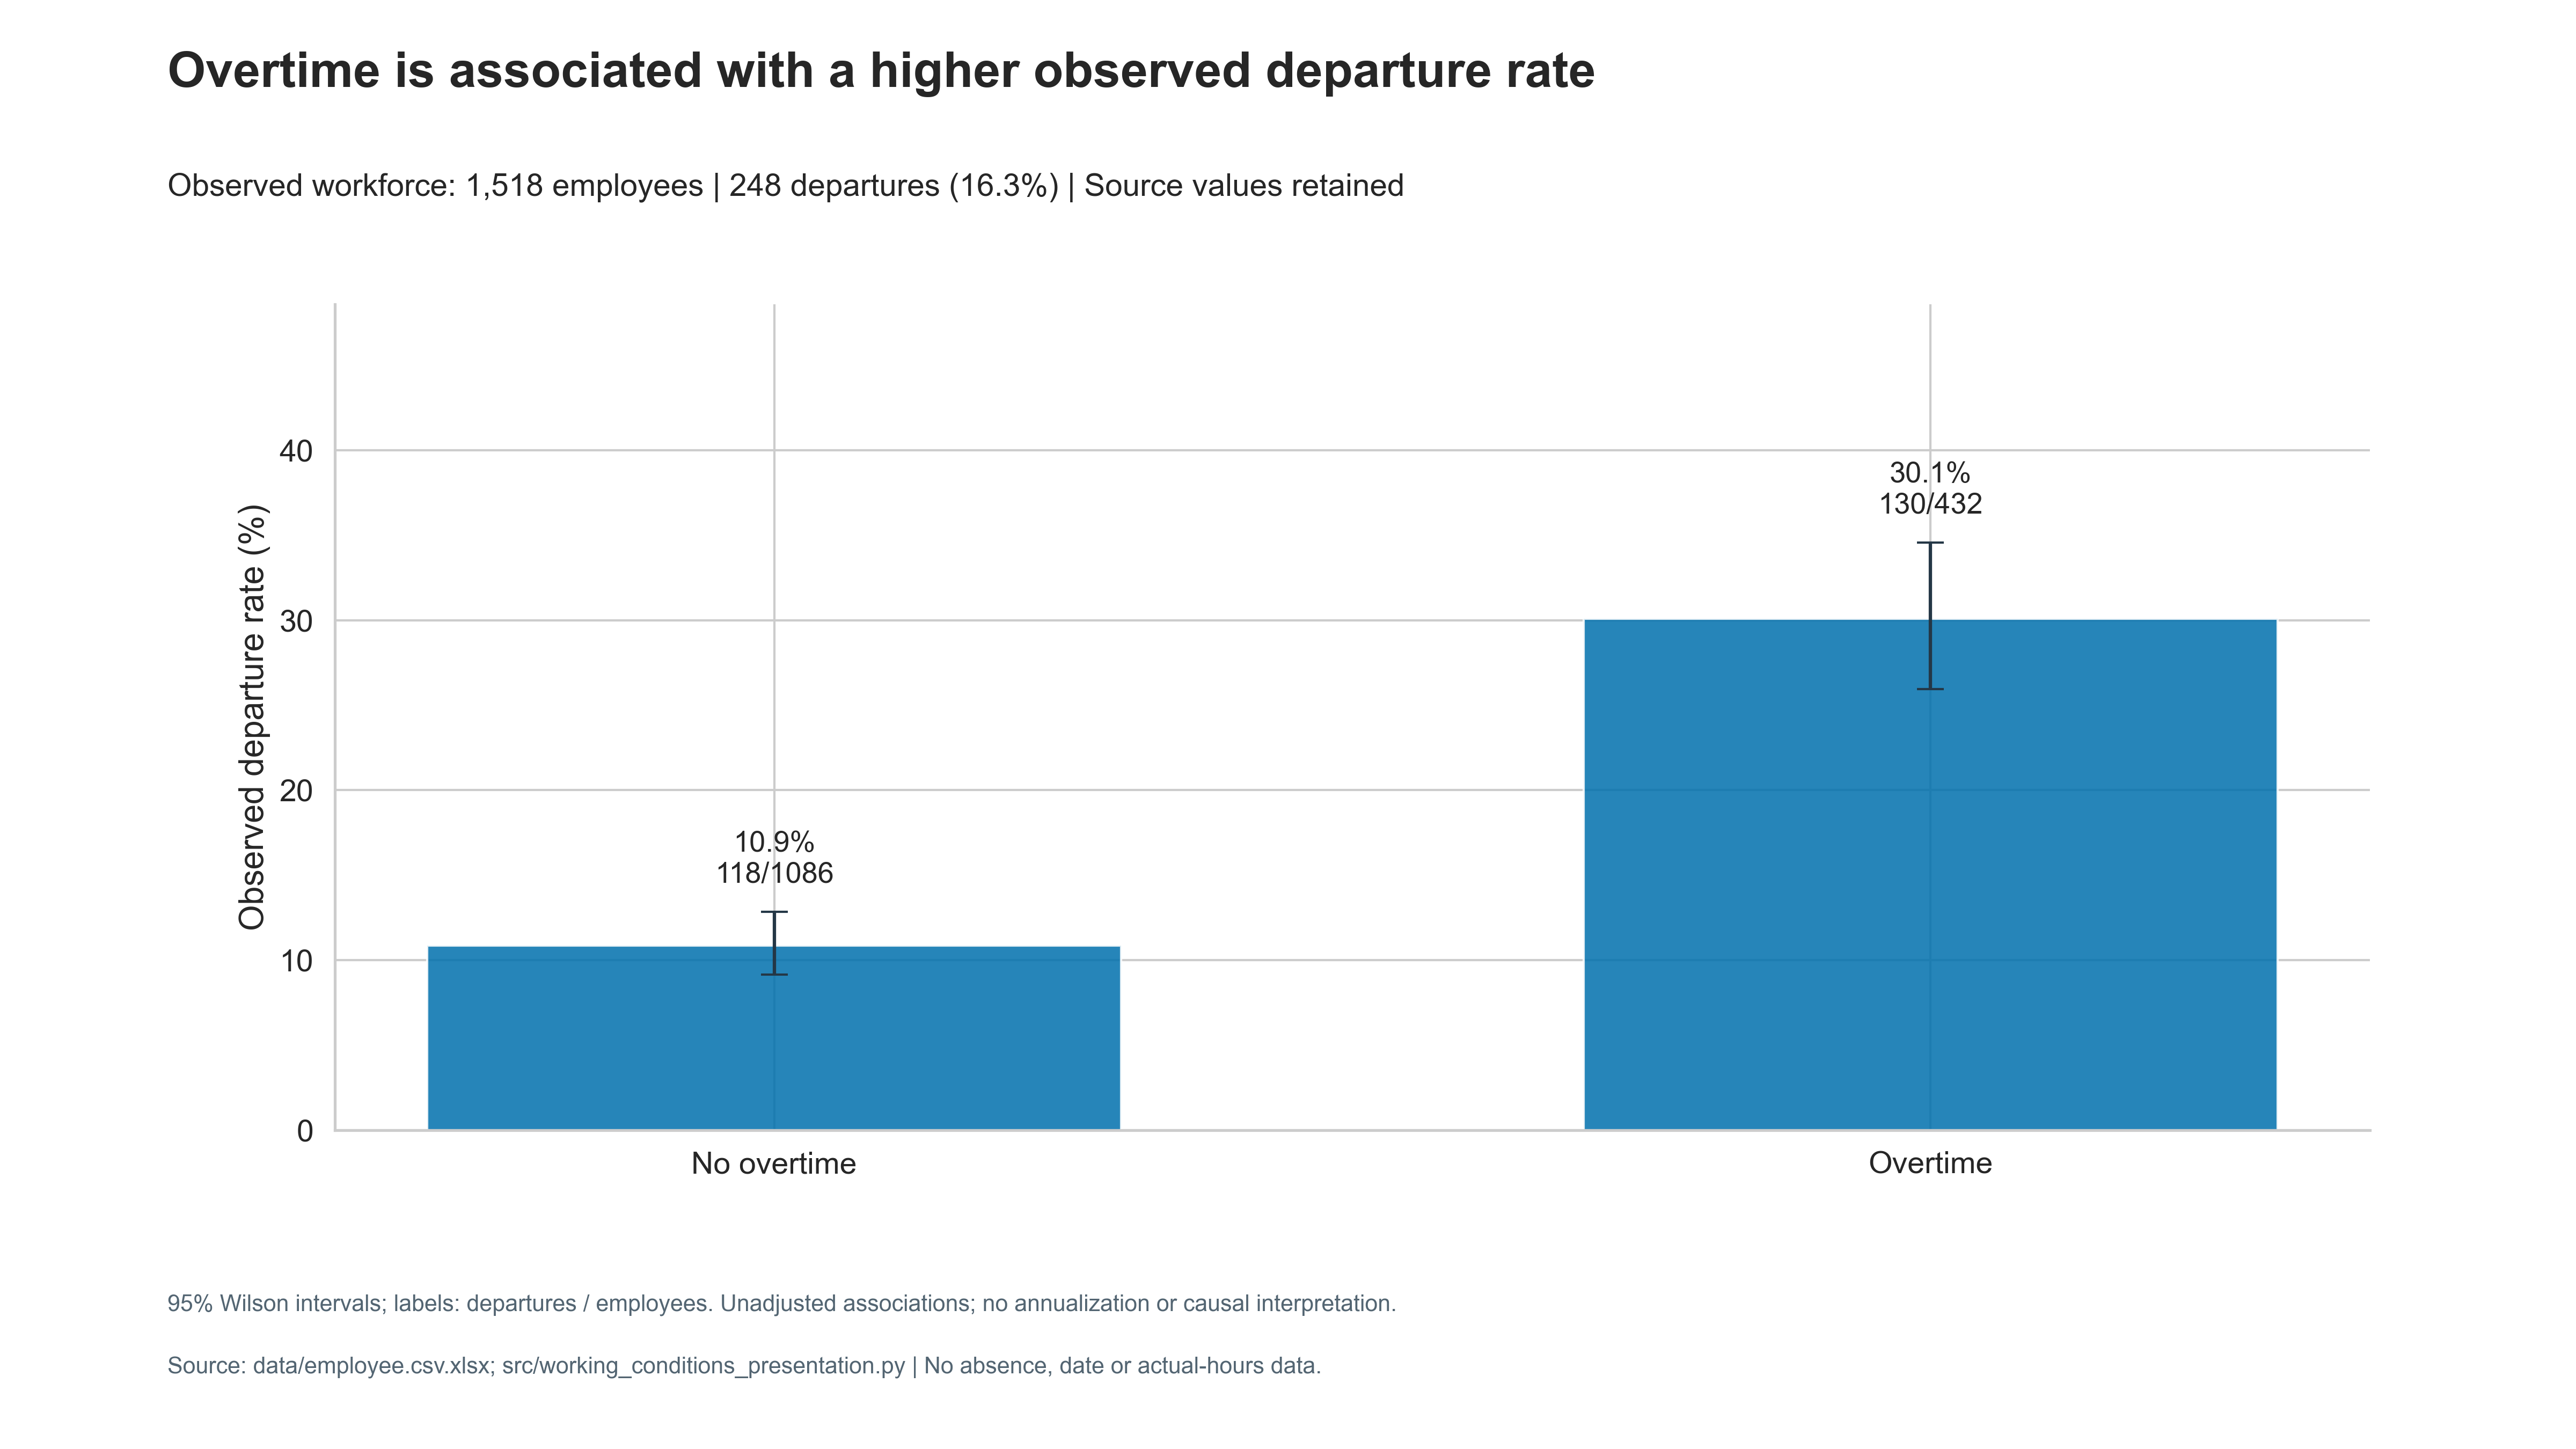 Overtime is associated with a higher observed departure rate
Observed workforce: 1,518 employees | 248 departures (16.3%) | Source values retained
Observed departure rate (%)
40
30
20
10
0
10.9%
118/1086
30.1%
130/432
No overtime
Overtime
95% Wilson intervals; labels: departures / employees. Unadjusted associations; no annualization or causal interpretation.
Source: data/employee.csv.xlsx; src/working_conditions_presentation.py | No absence, date or actual-hours data.